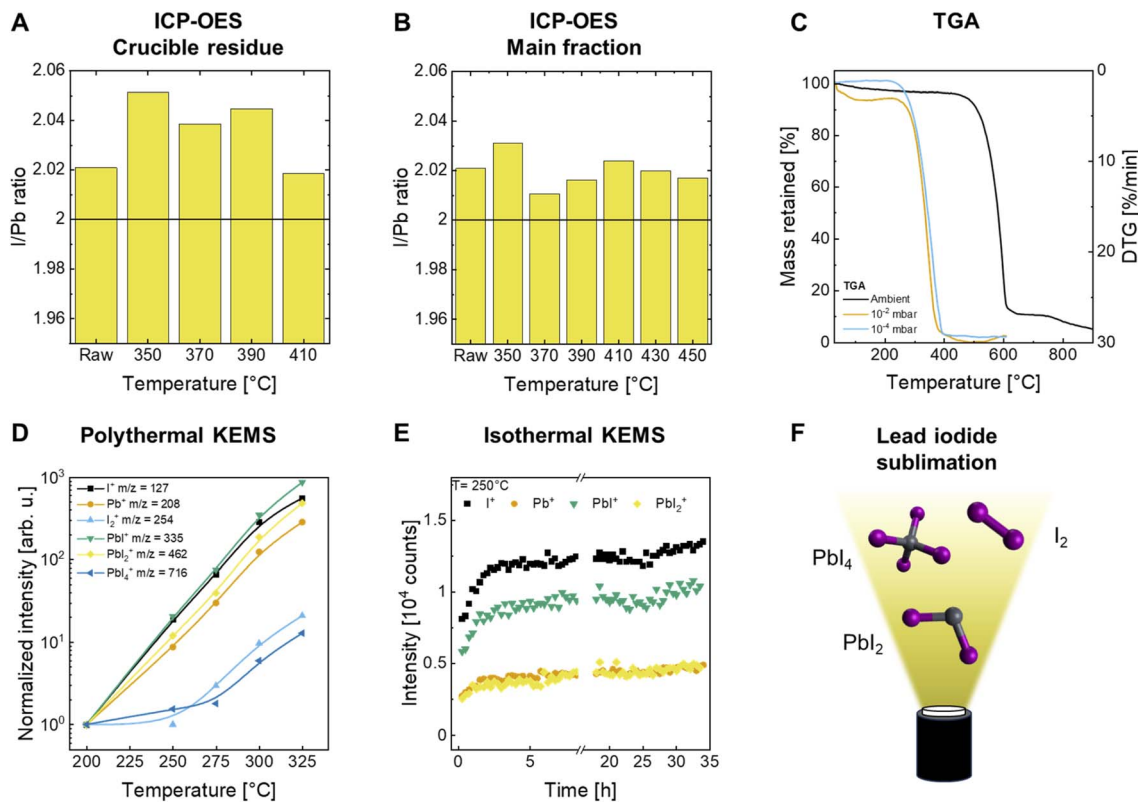 A
ICP-OES
Crucible residue
2.06
2.04
2.02
2
1.98
1.96
I/Pb ratio
Raw 350 370 390 410
Temperature [°C]
B
ICP-OES
Main fraction
2.06
2.04
2.02
2
1.98
1.96
I/Pb ratio
Raw 350 370 390 410 430 450
Temperature [°C]
C
TGA
100
80
60
40
20
0
Mass retained [%]
0
10
20
30
DTG [%/min]
TGA
Ambient
10⁻² mbar
10⁻⁴ mbar
200 400 600 800
Temperature [°C]
D
Polythermal KEMS
10³
10²
10¹
10⁰
Normalized intensity [arb. u.]
I⁺ m/z = 127
Pb⁺ m/z = 208
I₂⁺ m/z = 254
PbI⁺ m/z = 335
PbI₂⁺ m/z = 462
PbI₄⁺ m/z = 716
200 225 250 275 300 325
Temperature [°C]
E
Isothermal KEMS
T= 250°C
I⁺ Pb⁺ PbI⁺ PbI₂⁺
1.5
1
0.5
0
Intensity [10⁴ counts]
0 5 20 25 30 35
Time [h]
F
Lead iodide
sublimation
PbI₄
I₂
PbI₂